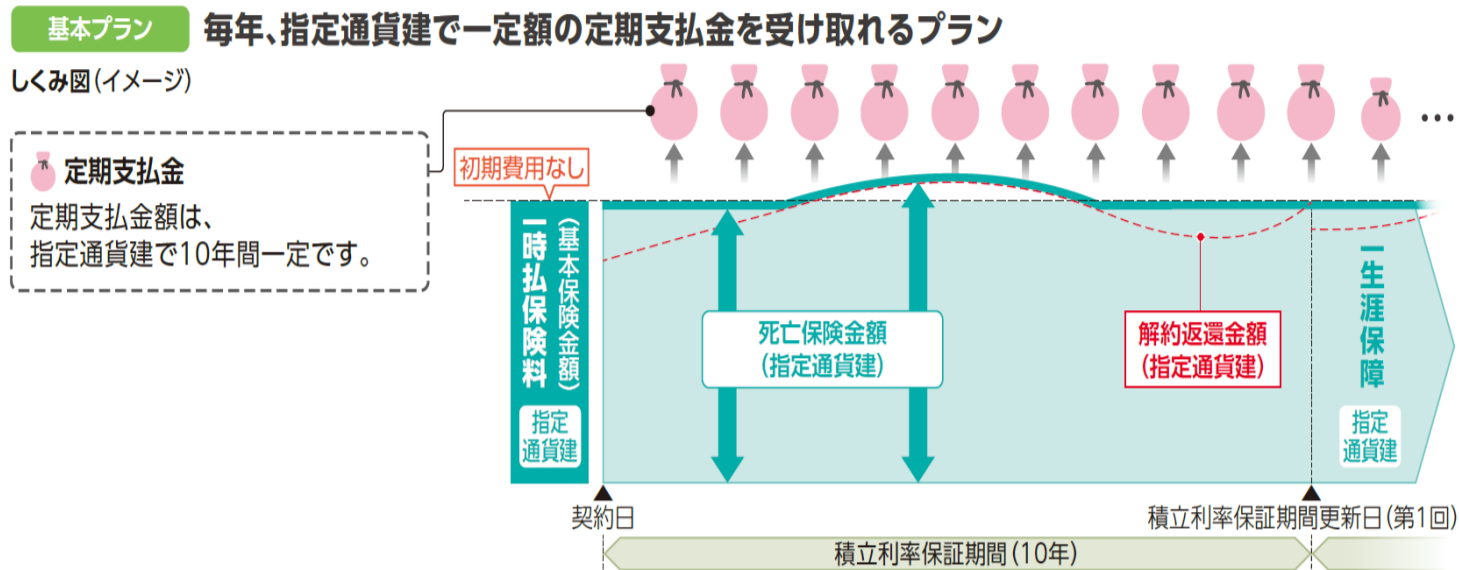 基本プラン 毎年、指定通貨建で一定額の定期支払金を受け取れるプラン
しくみ図(イメージ)
定期支払金
定期支払金額は、
指定通貨建で10年間一定です。
初期費用なし
…
一時払保険料
(基本保険金額)
指定
通貨建
死亡保険金額
(指定通貨建)
解約返還金額
(指定通貨建)
一生涯保障
指定
通貨建
契約日
積立利率保証期間更新日(第1回)
積立利率保証期間(10年)